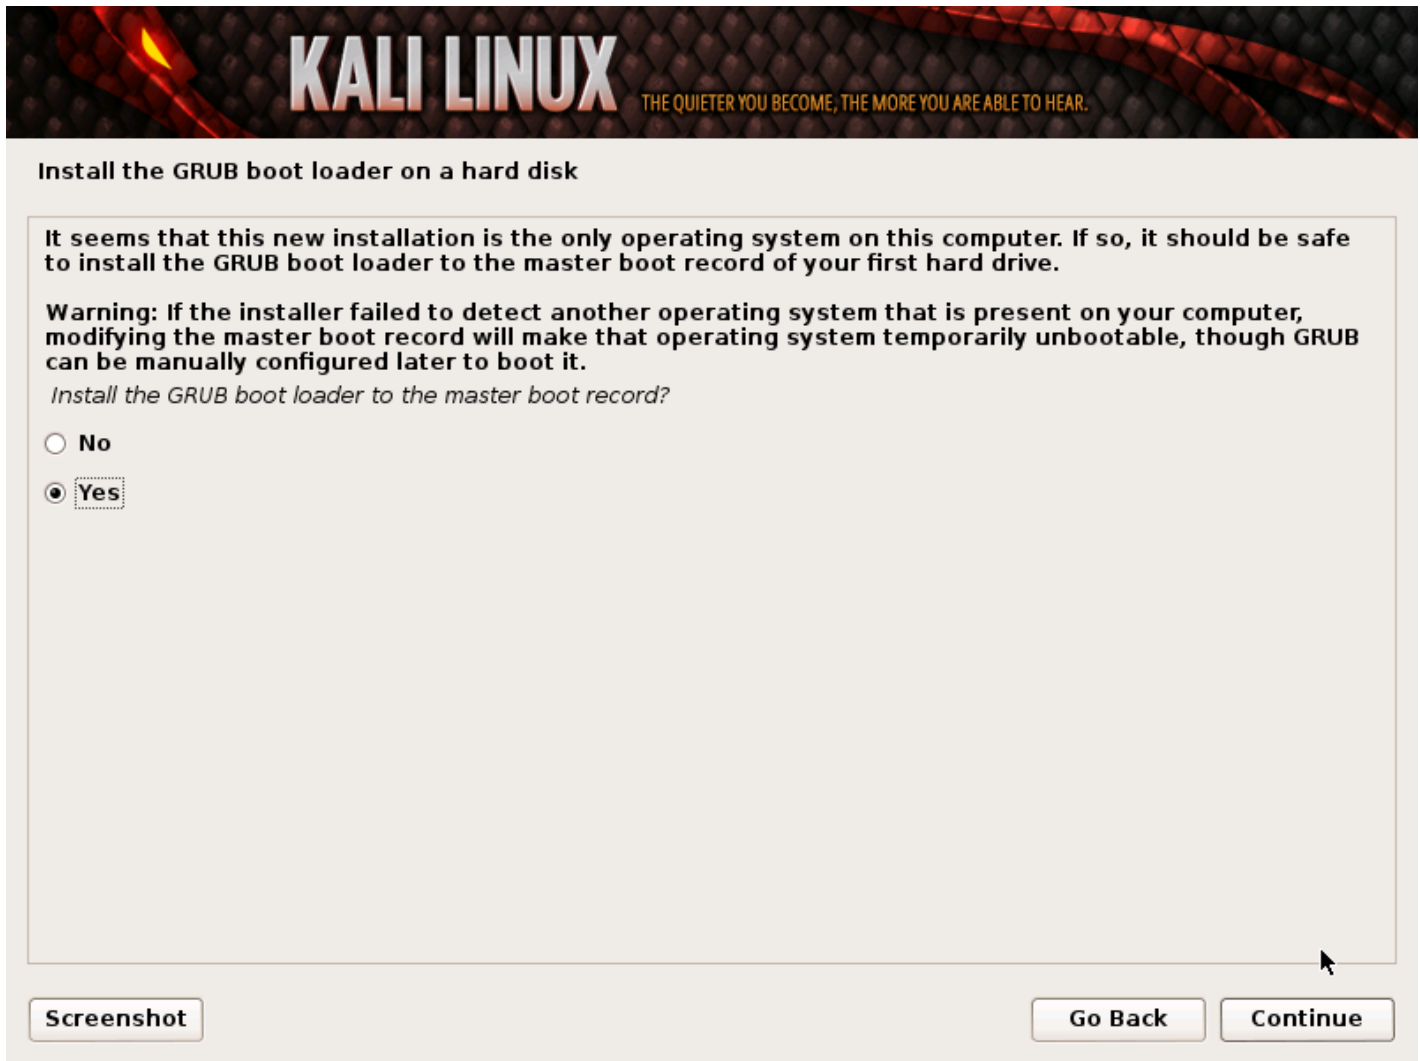 KALI LINUX
THE QUIETER YOU BECOME, THE MORE YOU ARE ABLE TO HEAR.
Install the GRUB boot loader on a hard disk
It seems that this new installation is the only operating system on this computer. If so, it should be safe
to install the GRUB boot loader to the master boot record of your first hard drive.
Warning: If the installer failed to detect another operating system that is present on your computer,
modifying the master boot record will make that operating system temporarily unbootable, though GRUB
can be manually configured later to boot it.
Install the GRUB boot loader to the master boot record?
No
Yes
Screenshot
Go Back
Continue